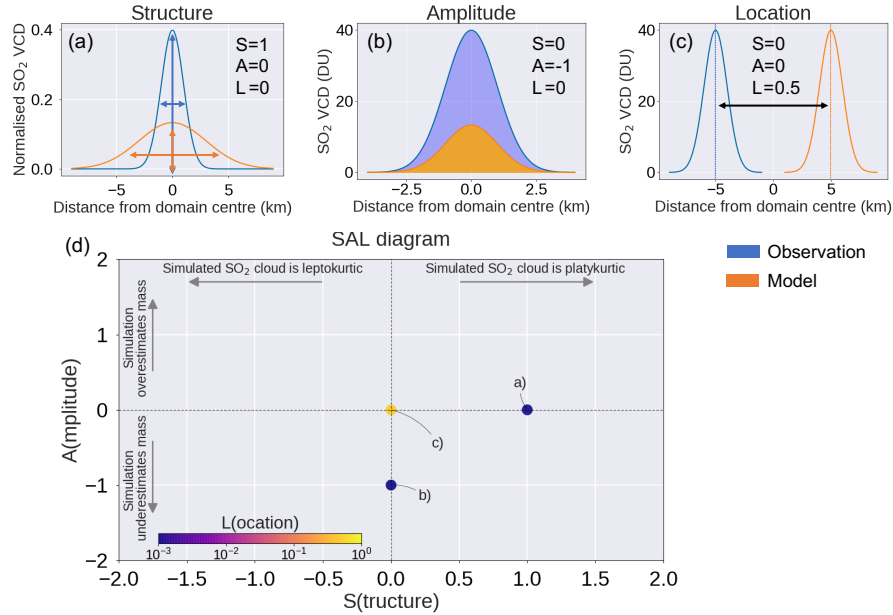 Structure
(a)
S=1
A=0
L=0
Normalised SO₂ VCD
0.4
0.2
0.0
−5
0
5
Distance from domain centre (km)
Amplitude
(b)
S=0
A=-1
L=0
SO₂ VCD (DU)
40
20
0
−2.5
0.0
2.5
Distance from domain centre (km)
Location
(c)
S=0
A=0
L=0.5
SO₂ VCD (DU)
40
20
0
−5
0
5
Distance from domain centre (km)
(d)
SAL diagram
Simulated SO₂ cloud is leptokurtic
Simulated SO₂ cloud is platykurtic
Simulation
overestimates mass
Simulation
underestimates mass
A(mplitude)
2
1
0
−1
−2
a)
c)
b)
L(ocation)
10⁻³
10⁻²
10⁻¹
10⁰
−2.0
−1.5
−1.0
−0.5
0.0
0.5
1.0
1.5
2.0
S(tructure)
Observation
Model